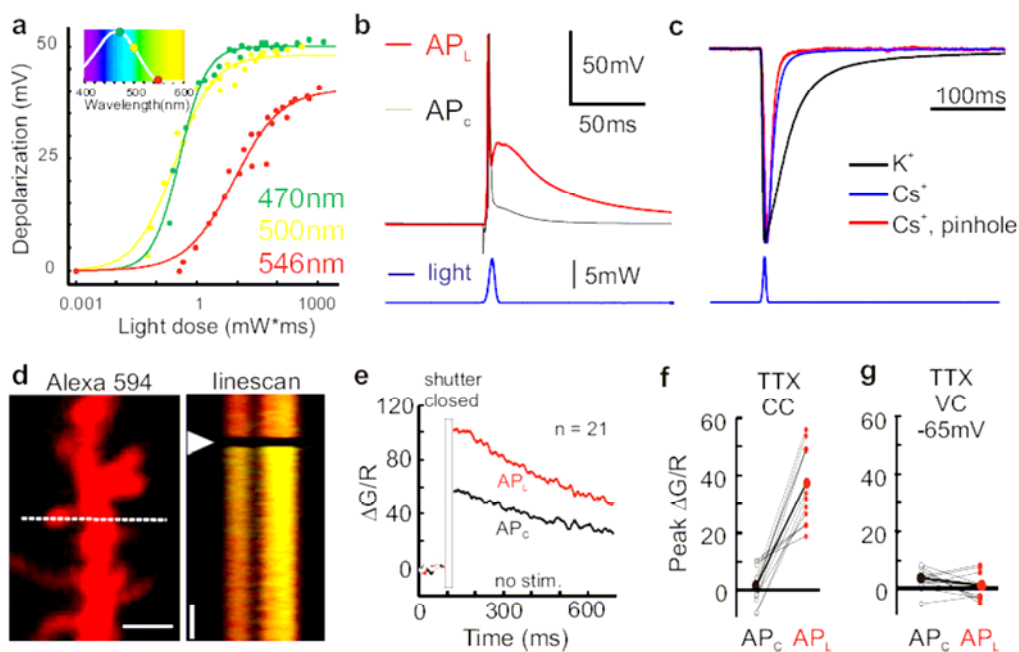 a
50
25
0
Depolarization (mV)
400 500 600
Wavelength(nm)
470nm
500nm
546nm
0.001 1 1000
Light dose (mW*ms)
b
AP_L
AP_c
50mV
50ms
light
5mW
c
100ms
K⁺
Cs⁺
Cs⁺, pinhole
d
Alexa 594
linescan
e
shutter
closed
120
80
40
0
ΔG/R
n = 21
AP_L
AP_C
no stim.
0 300 600
Time (ms)
f
TTX
CC
60
40
20
0
Peak ΔG/R
AP_C AP_L
g
TTX
VC
-65mV
60
40
20
0
AP_C AP_L